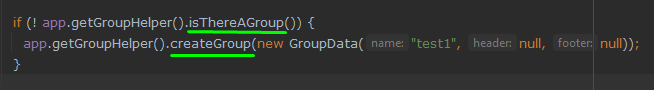 if (! app.getGroupHelper().isThereAGroup()) {
app.getGroupHelper().createGroup(new GroupData( name: "test1", header: null, footer: null));
}